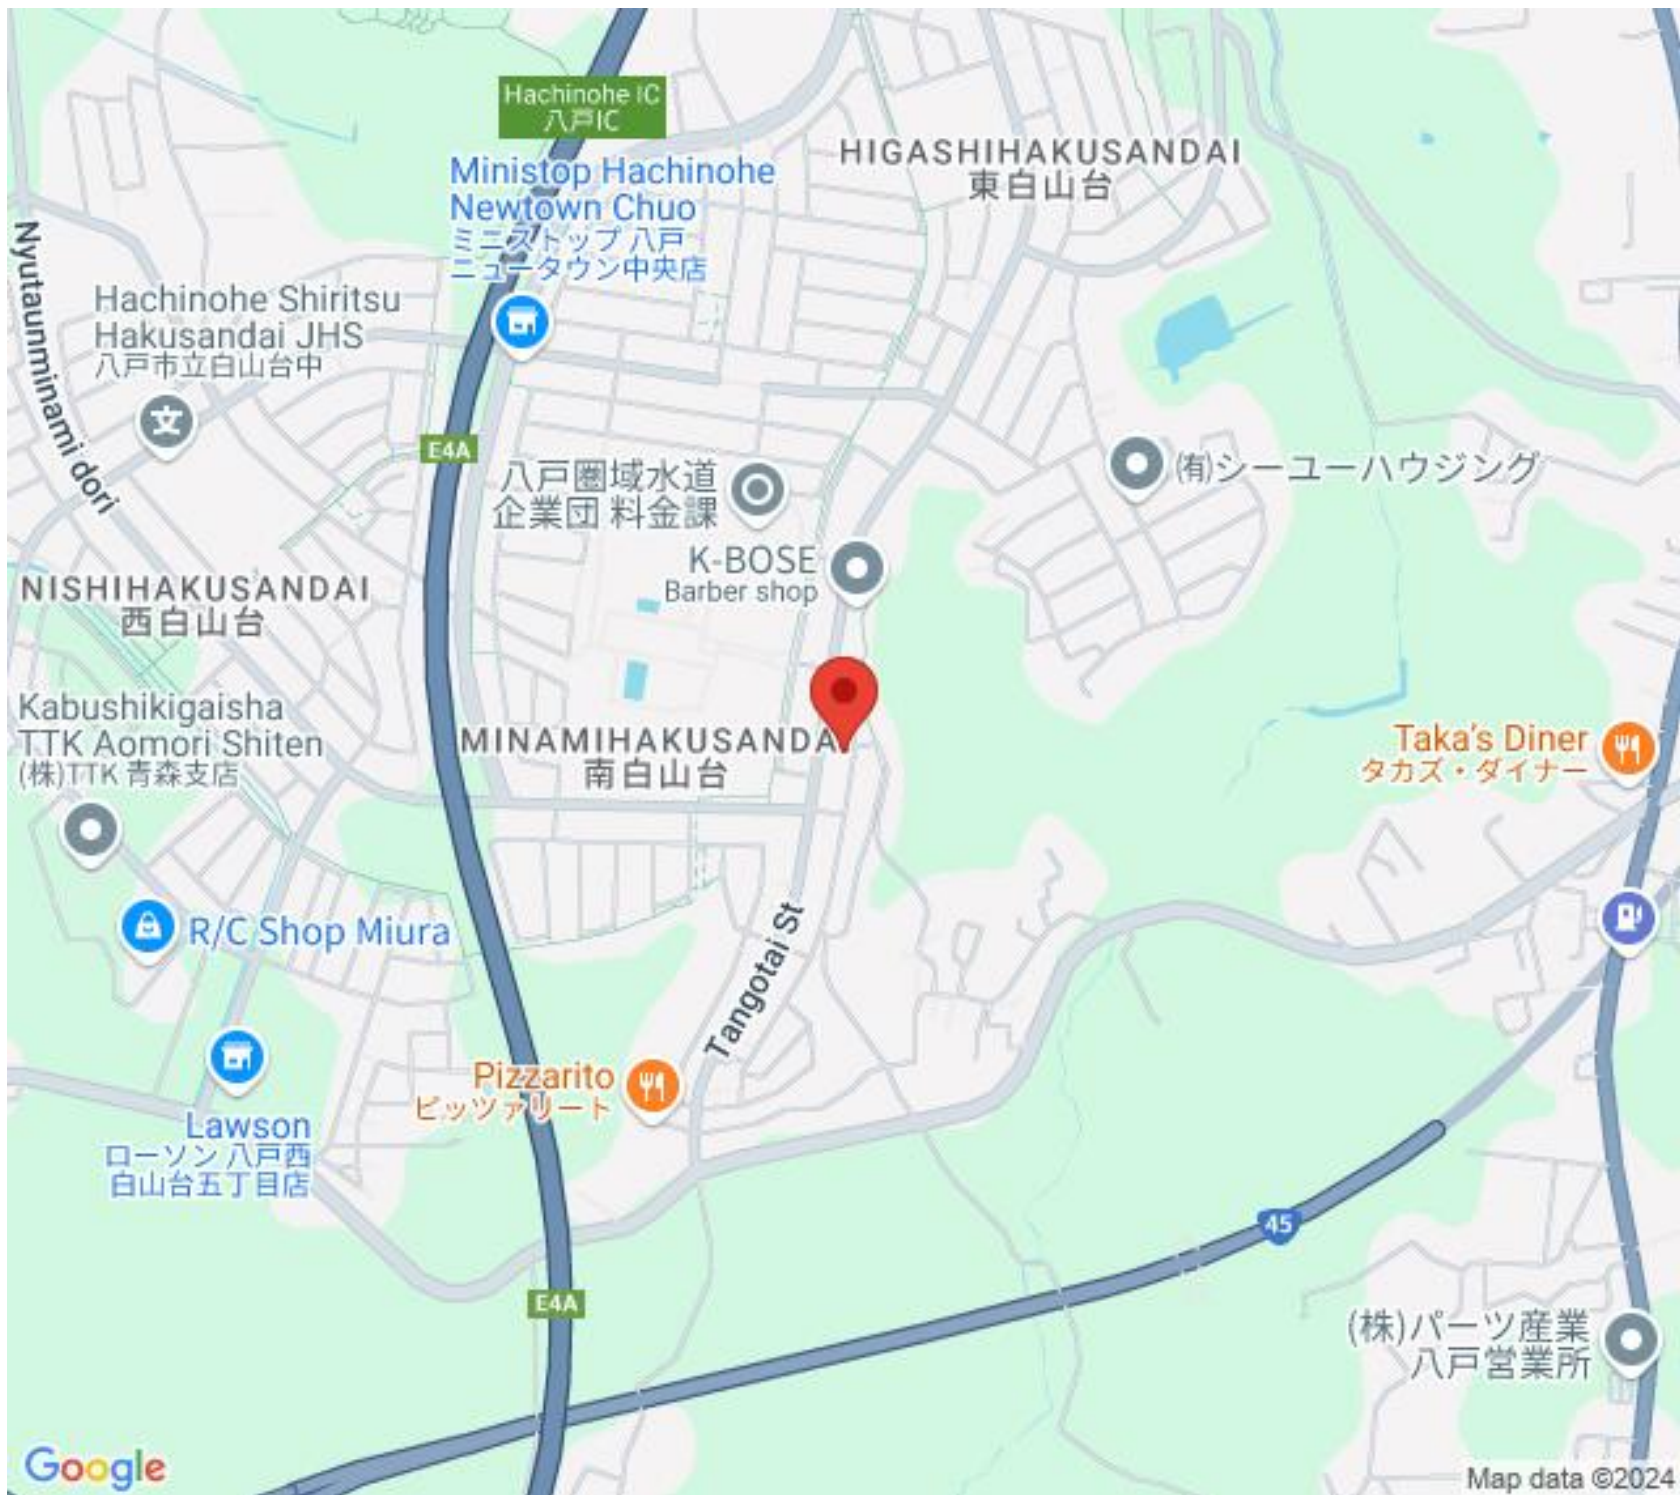 Hachinohe IC
八戸IC
Ministop Hachinohe
Newtown Chuo
ミニストップ 八戸
ニュータウン中央店
HIGASHIHAKUSANDAI
東白山台
Nyutaunminami dori
Hachinohe Shiritsu
Hakusandai JHS
八戸市立白山台中
文
E4A
八戸圏域水道
企業団 料金課
(有)シーユーハウジング
K-BOSE
Barber shop
NISHIHAKUSANDAI
西白山台
Kabushikigaisha
TTK Aomori Shiten
(株)TTK 青森支店
MINAMIHAKUSANDAI
南白山台
Taka's Diner
タカズ・ダイナー
R/C Shop Miura
Tangotai St
Pizzarito
ピッツァリート
Lawson
ローソン 八戸西
白山台五丁目店
45
E4A
(株)パーツ産業
八戸営業所
Google
Map data ©2024